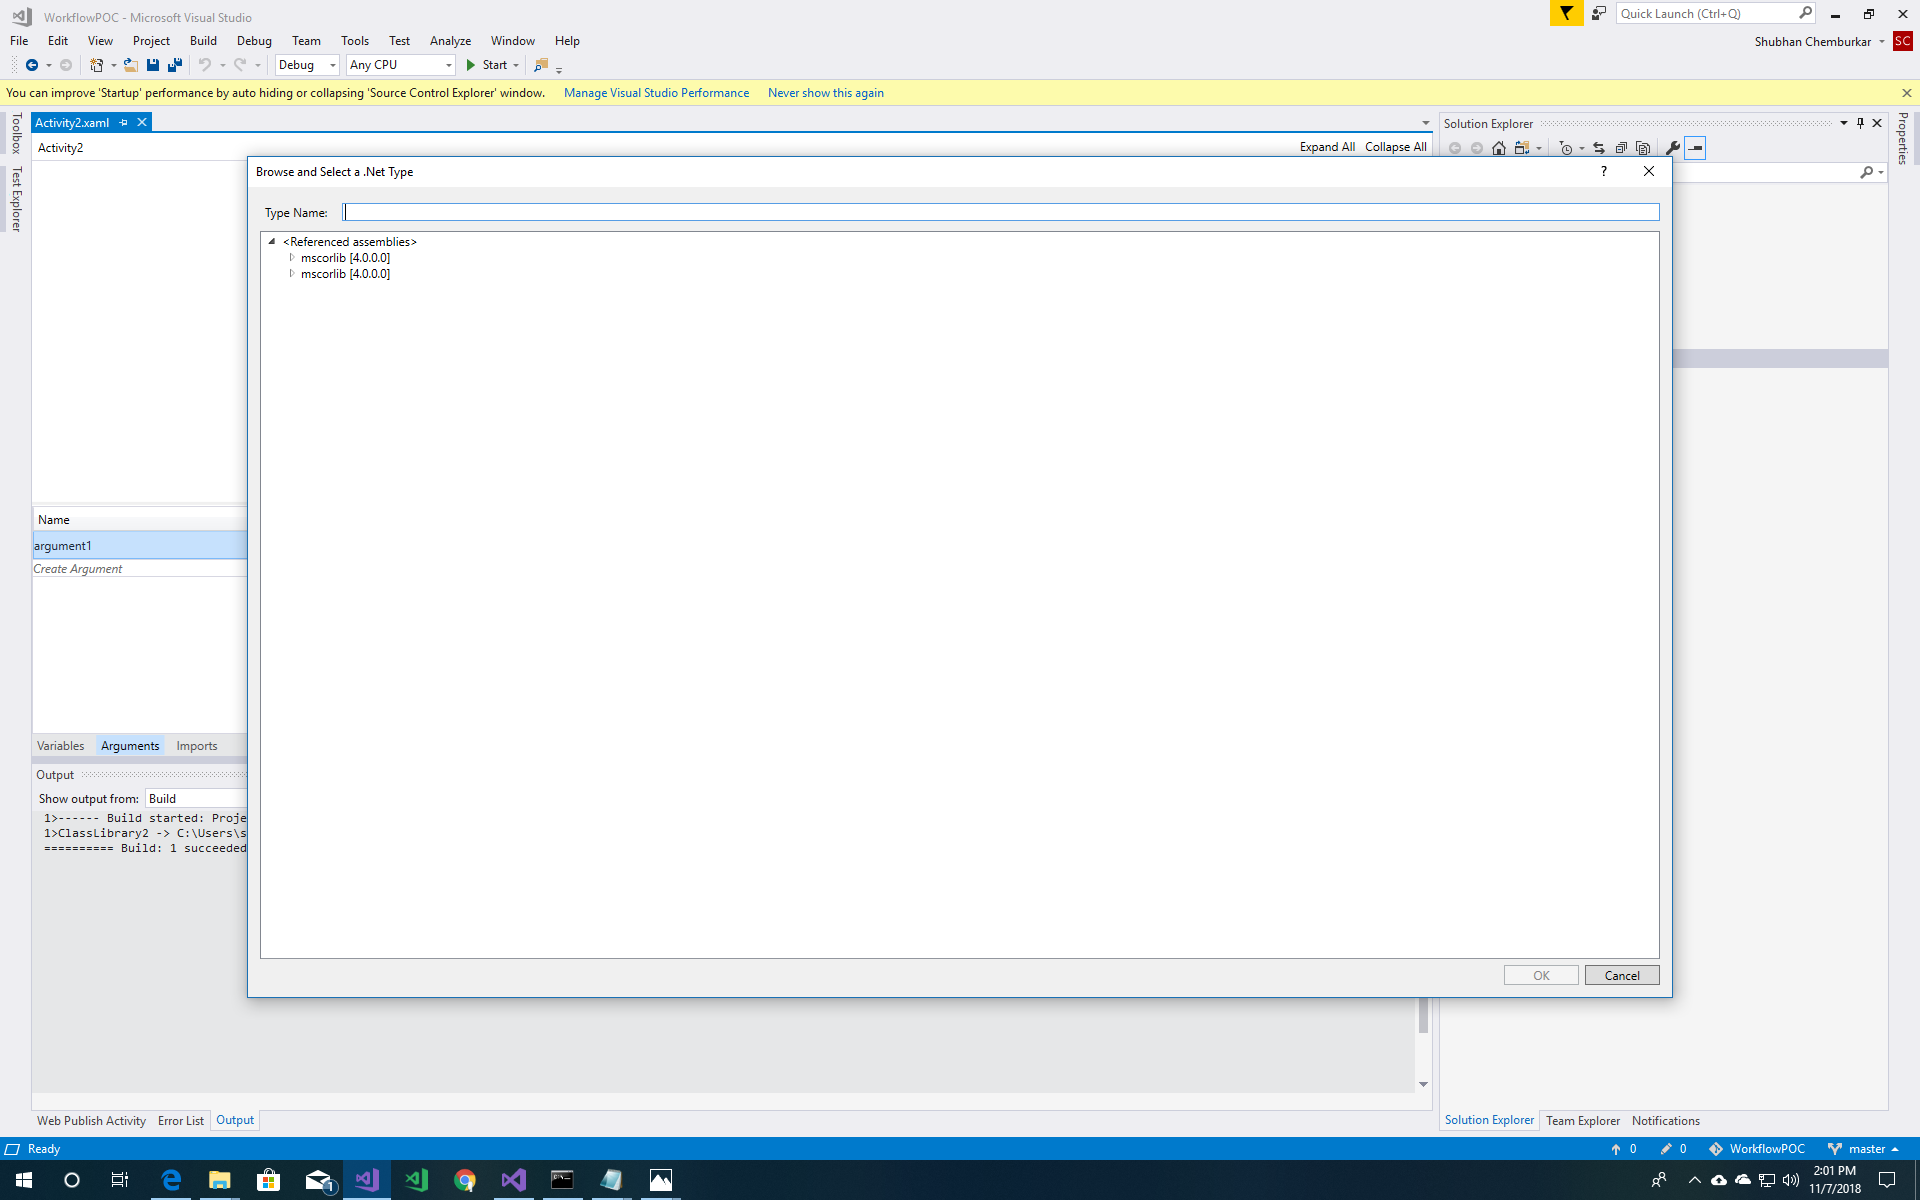 WorkflowPOC - Microsoft Visual Studio
Quick Launch (Ctrl+Q)
File Edit View Project Build Debug Team Tools Test Analyze Window Help
Shubhan Chemburkar SC
Debug Any CPU Start
You can improve 'Startup' performance by auto hiding or collapsing 'Source Control Explorer' window. Manage Visual Studio Performance Never show this again
Toolbox
Test Explorer
Activity2.xaml
Activity2
Expand All Collapse All
Solution Explorer
Properties
Browse and Select a .Net Type
?
Type Name:
<Referenced assemblies>
mscorlib [4.0.0.0]
mscorlib [4.0.0.0]
OK Cancel
Name
argument1
Create Argument
Variables Arguments Imports
Output
Show output from: Build
1>------ Build started: Proje
1>ClassLibrary2 -> C:\Users\s
========== Build: 1 succeeded
Web Publish Activity Error List Output
Solution Explorer Team Explorer Notifications
Ready
0 0 WorkflowPOC master
1
2:01 PM
11/7/2018